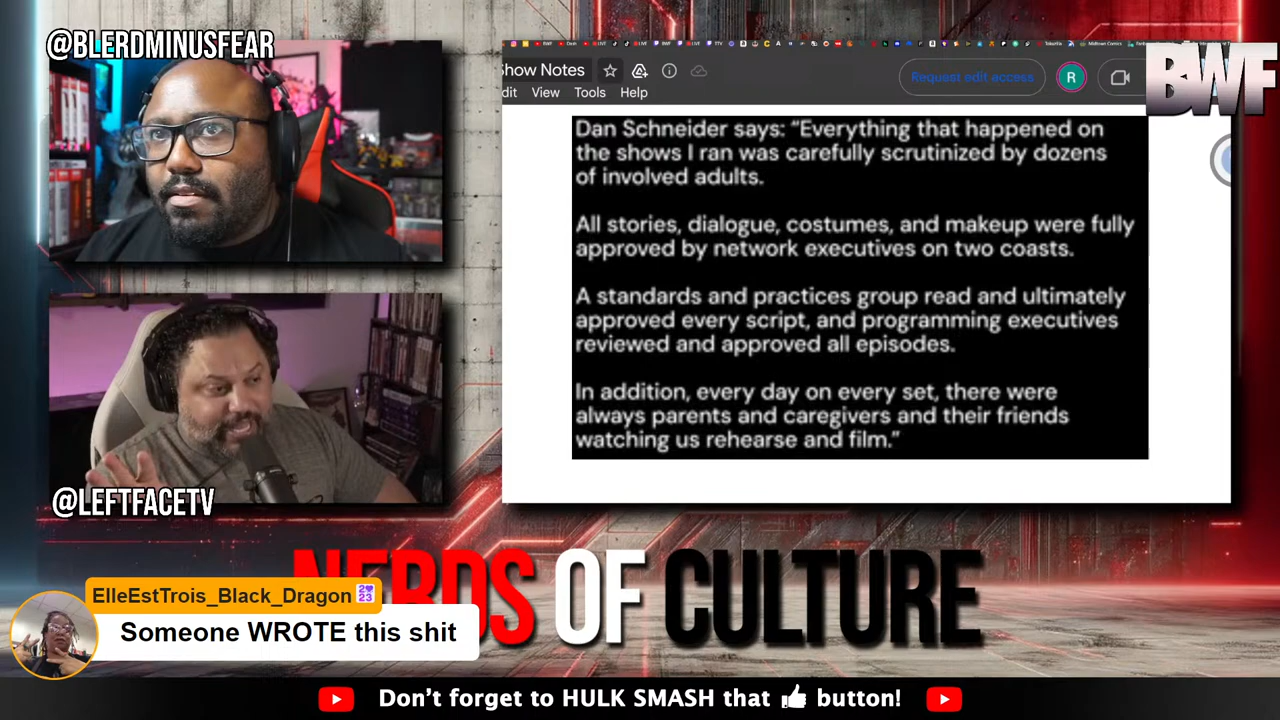 @BLERDMINUSFEAR
BWF
Show Notes
Request edit access
R
dit View Tools Help
Dan Schneider says: “Everything that happened on
the shows I ran was carefully scrutinized by dozens
of involved adults.
All stories, dialogue, costumes, and makeup were fully
approved by network executives on two coasts.
A standards and practices group read and ultimately
approved every script, and programming executives
reviewed and approved all episodes.
In addition, every day on every set, there were
always parents and caregivers and their friends
watching us rehearse and film.”
@LEFTFACETV
NERDS OF CULTURE
ElleEstTrois_Black_Dragon
Someone WROTE this shit
Don’t forget to HULK SMASH that button!